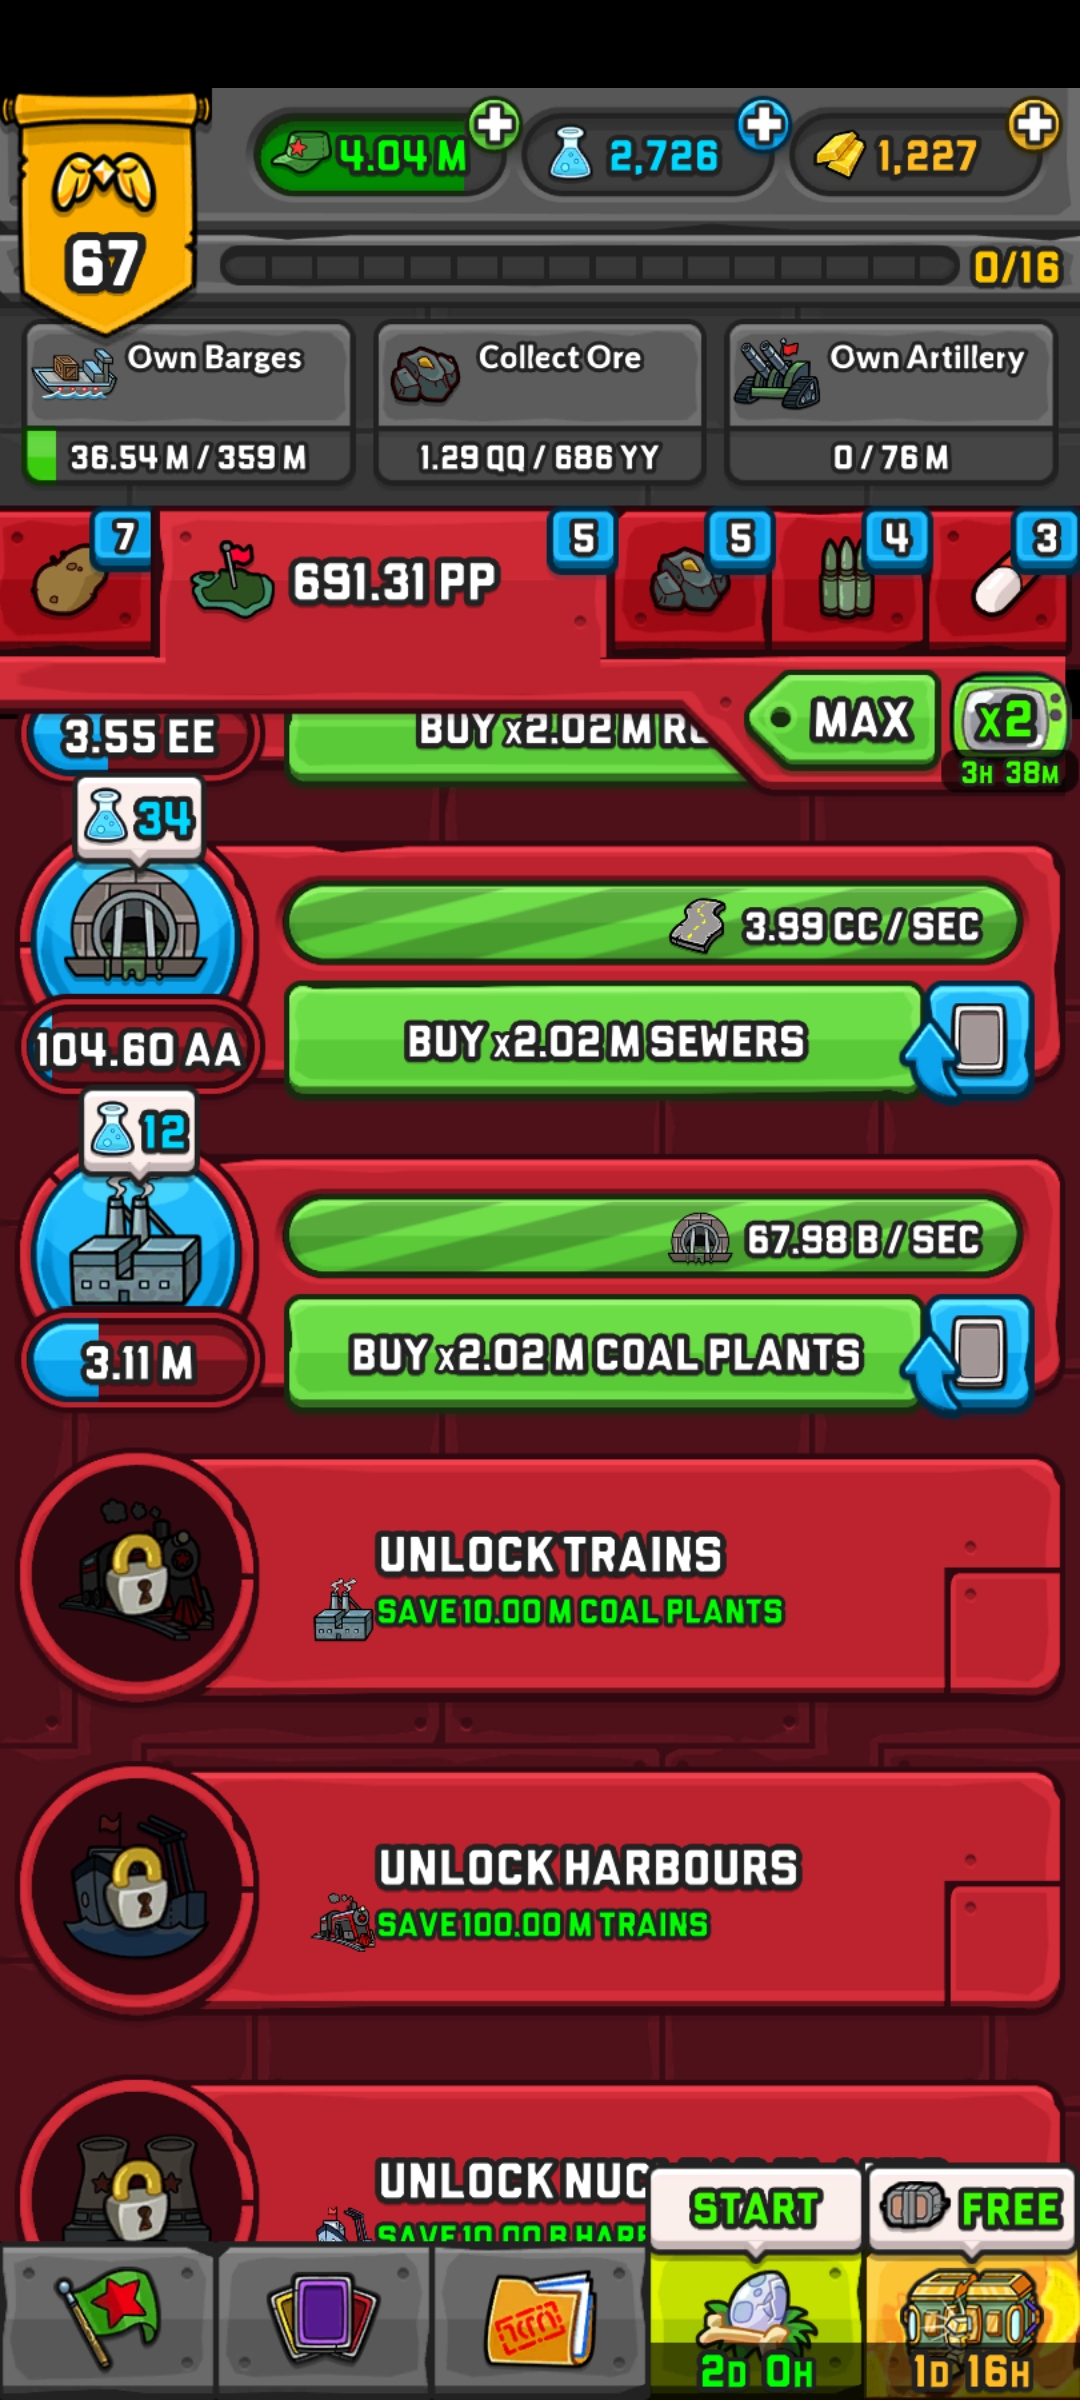 4.04 M
2,726
1,227
67
0/16
Own Barges
Collect Ore
Own Artillery
36.54 M / 359 M
1.29 QQ / 686 YY
0 / 76 M
7
5
5
4
3
691.31 PP
MAX
x2
3H 38M
3.55 EE
BUY x2.02 M
34
3.99 CC / SEC
104.60 AA
BUY x2.02 M SEWERS
12
67.98 B / SEC
3.11 M
BUY x2.02 M COAL PLANTS
UNLOCK TRAINS
SAVE 10.00 M COAL PLANTS
UNLOCK HARBOURS
SAVE 100.00 M TRAINS
UNLOCK NUC
SAVE 10.00 B HARB
START
FREE
2D 0H
1D 16H